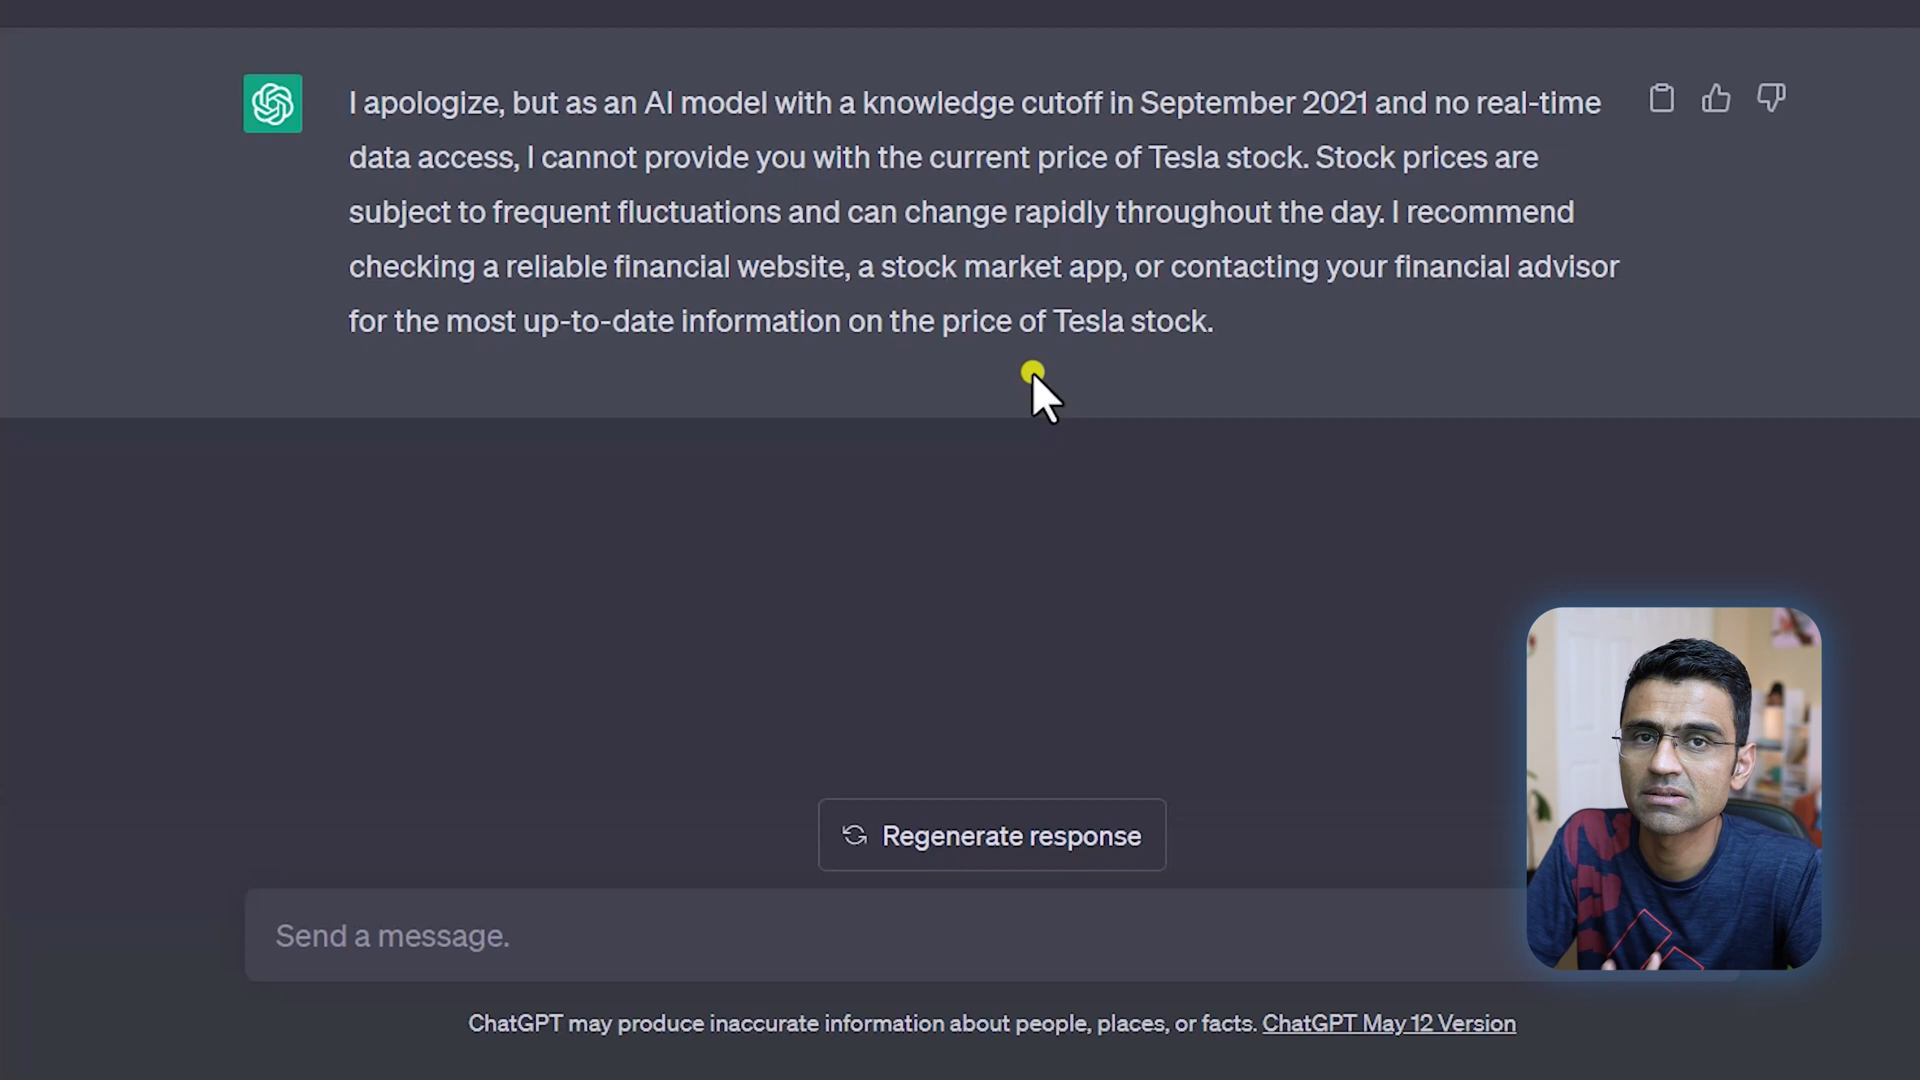 I apologize, but as an AI model with a knowledge cutoff in September 2021 and no real-time
data access, I cannot provide you with the current price of Tesla stock. Stock prices are
subject to frequent fluctuations and can change rapidly throughout the day. I recommend
checking a reliable financial website, a stock market app, or contacting your financial advisor
for the most up-to-date information on the price of Tesla stock.
Regenerate response
Send a message.
ChatGPT may produce inaccurate information about people, places, or facts. ChatGPT May 12 Version